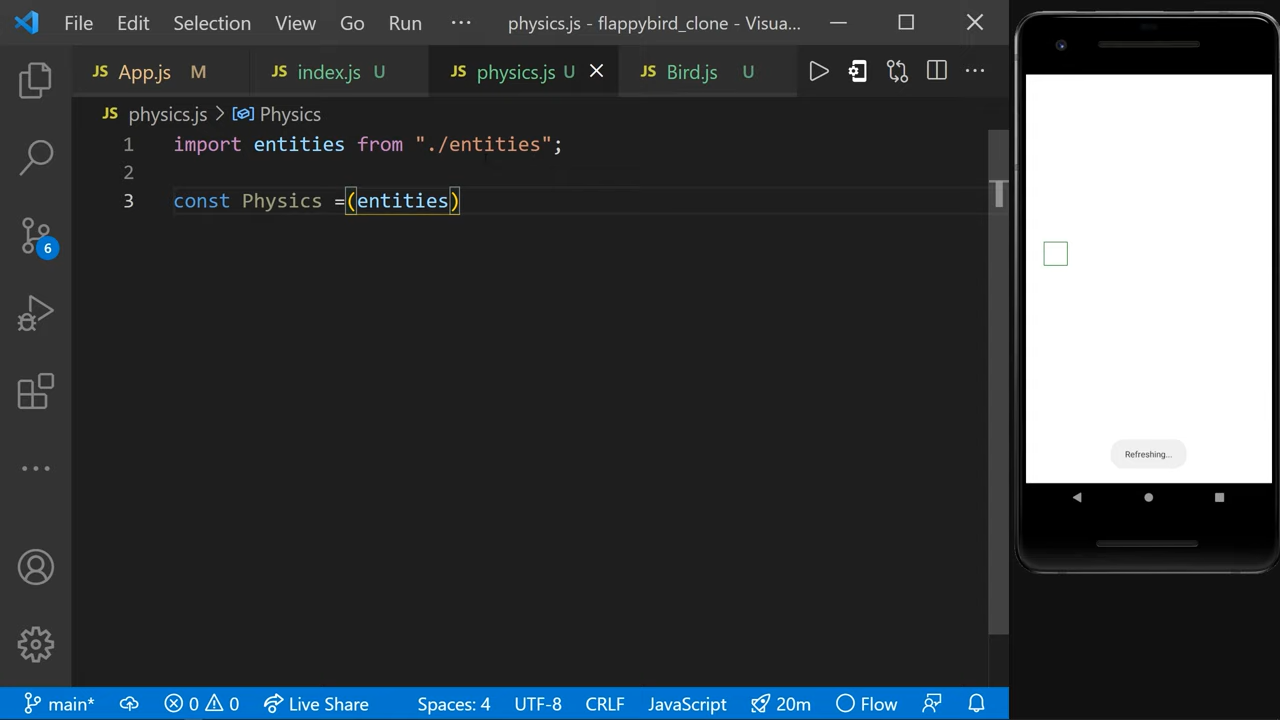 File Edit Selection View Go Run ··· physics.js - flappybird_clone - Visua...
JS App.js M JS index.js U JS physics.js U JS Bird.js U
JS physics.js > Physics
1 import entities from "./entities";
2
3 const Physics =(entities)
6
Refreshing...
main* 0 0 Live Share Spaces: 4 UTF-8 CRLF JavaScript 20m Flow